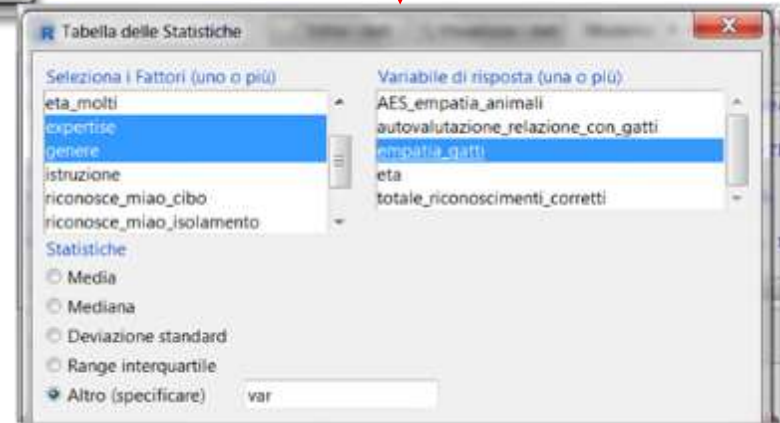 R Tabella delle Statistiche
Seleziona i Fattori (uno o più)
eta_molti
expertise
genere
istruzione
riconosce_miao_cibo
riconosce_miao_isolamento
Variabile di risposta (una o più)
AES_empatia_animali
autovalutazione_relazione_con_gatti
empatia_gatti
eta
totale_riconoscimenti_corretti
Statistiche
Media
Mediana
Deviazione standard
Range interquartile
Altro (specificare) var